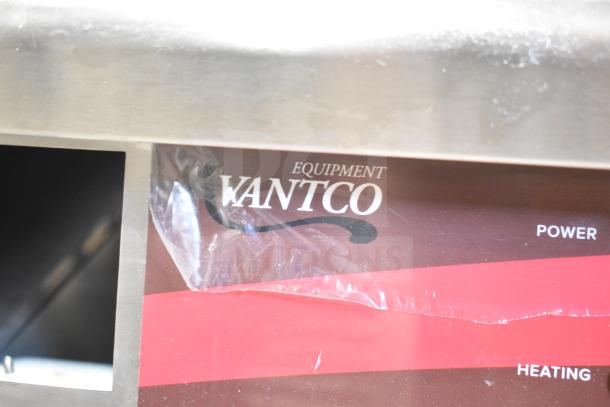 EQUIPMENT
VANTCO
POWER
HEATING